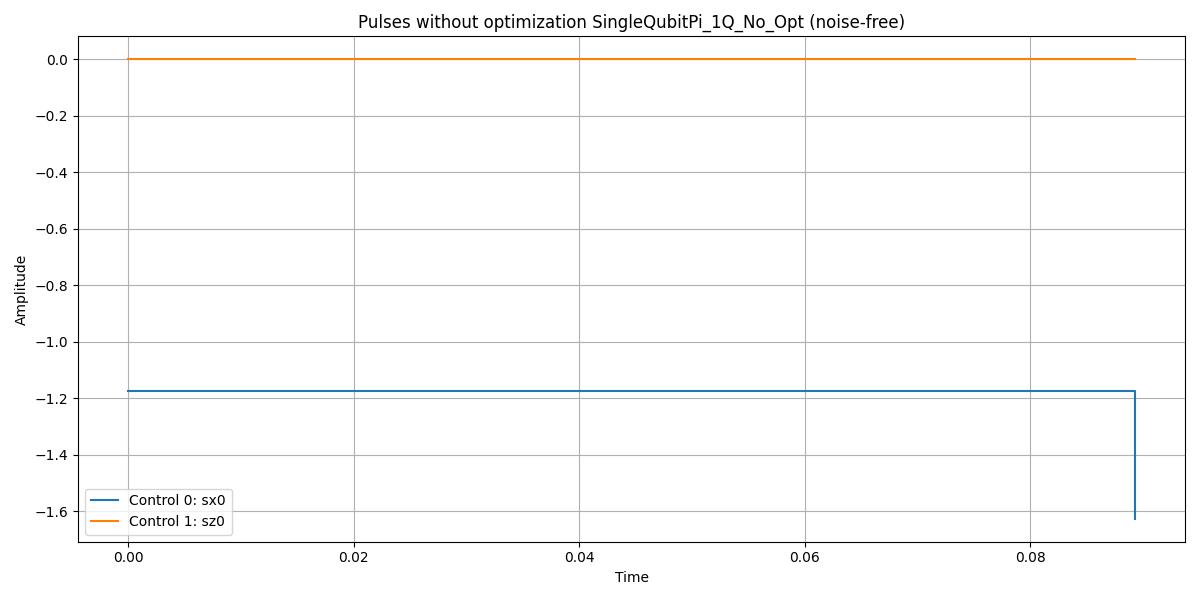 Pulses without optimization SingleQubitPi_1Q_No_Opt (noise-free)
Amplitude
0.0
−0.2
−0.4
−0.6
−0.8
−1.0
−1.2
−1.4
−1.6
Control 0: sx0
Control 1: sz0
0.00 0.02 0.04 0.06 0.08
Time